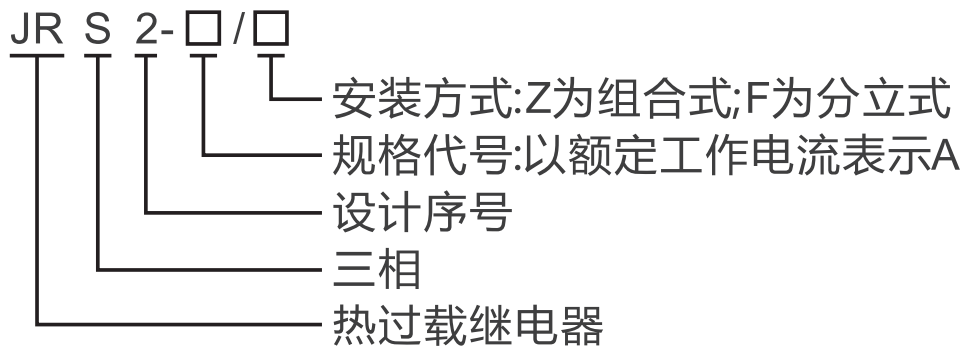 JR S 2-□/□
安装方式:Z为组合式;F为分立式
规格代号:以额定工作电流表示A
设计序号
三相
热过载继电器